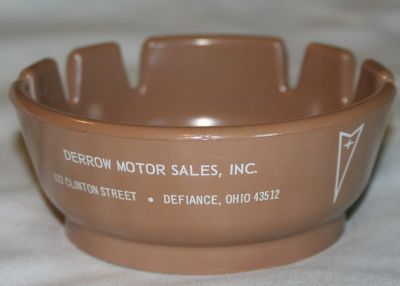 DERROW MOTOR SALES, INC.
CLINTON STREET • DEFIANCE, OHIO 43512